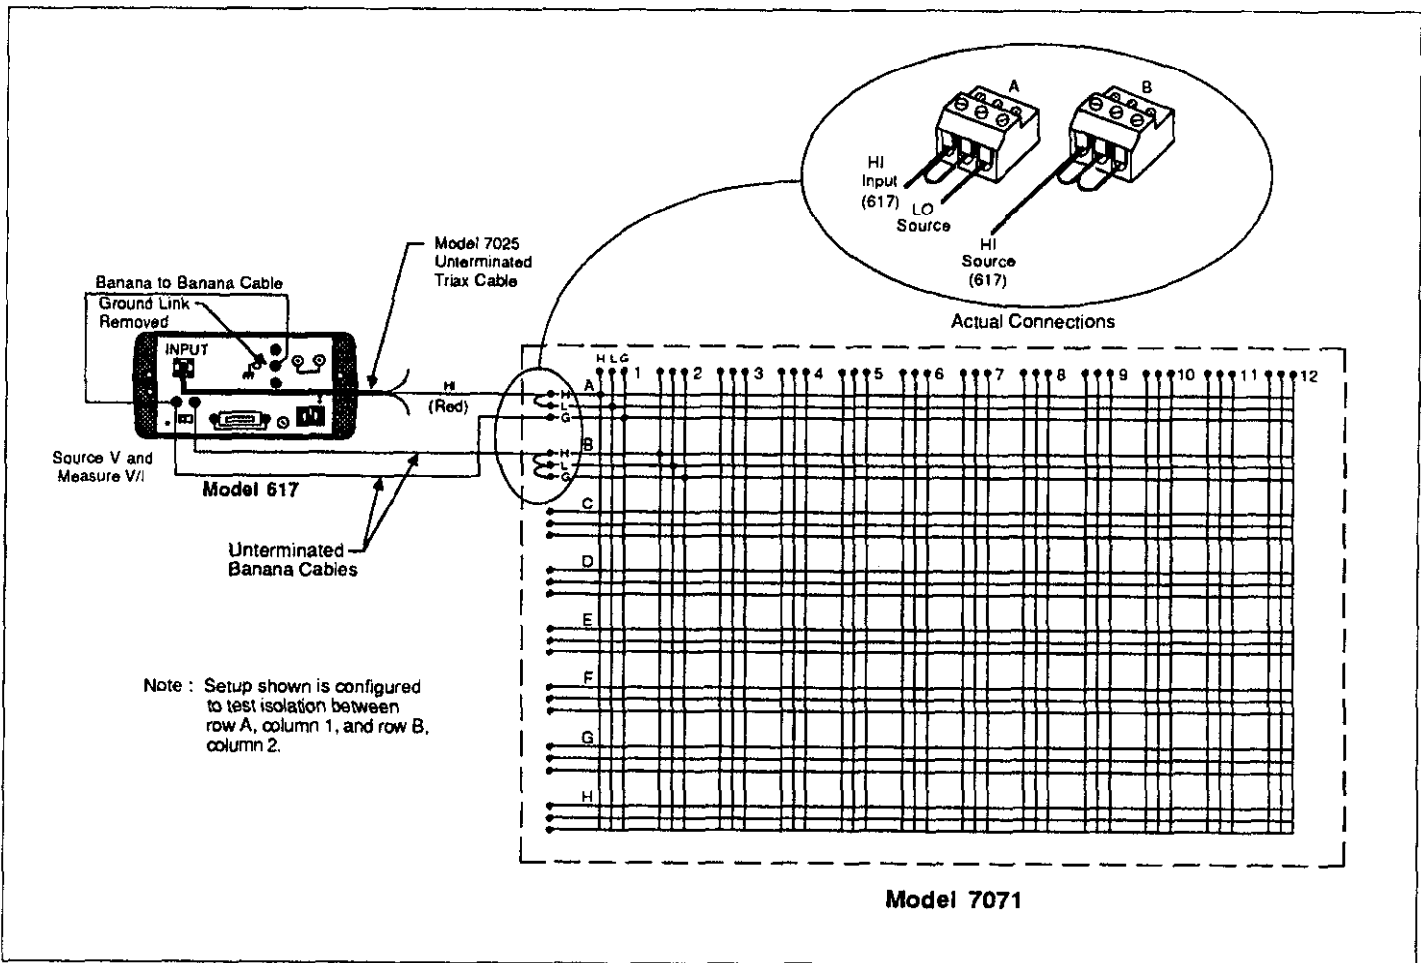 A
B
HI
Input
(617)
LO
Source
HI
Source
(617)
Actual Connections
Model 7025
Unterminated
Triax Cable
Banana to Banana Cable
Ground Link
Removed
INPUT
HI
(Red)
Source V and
Measure V/I
Model 617
Unterminated
Banana Cables
Note : Setup shown is configured
to test isolation between
row A, column 1, and row B,
column 2.
H L G
1 2 3 4 5 6 7 8 9 10 11 12
A
H
L
G
B
H
L
G
C
D
E
F
G
H
Model 7071